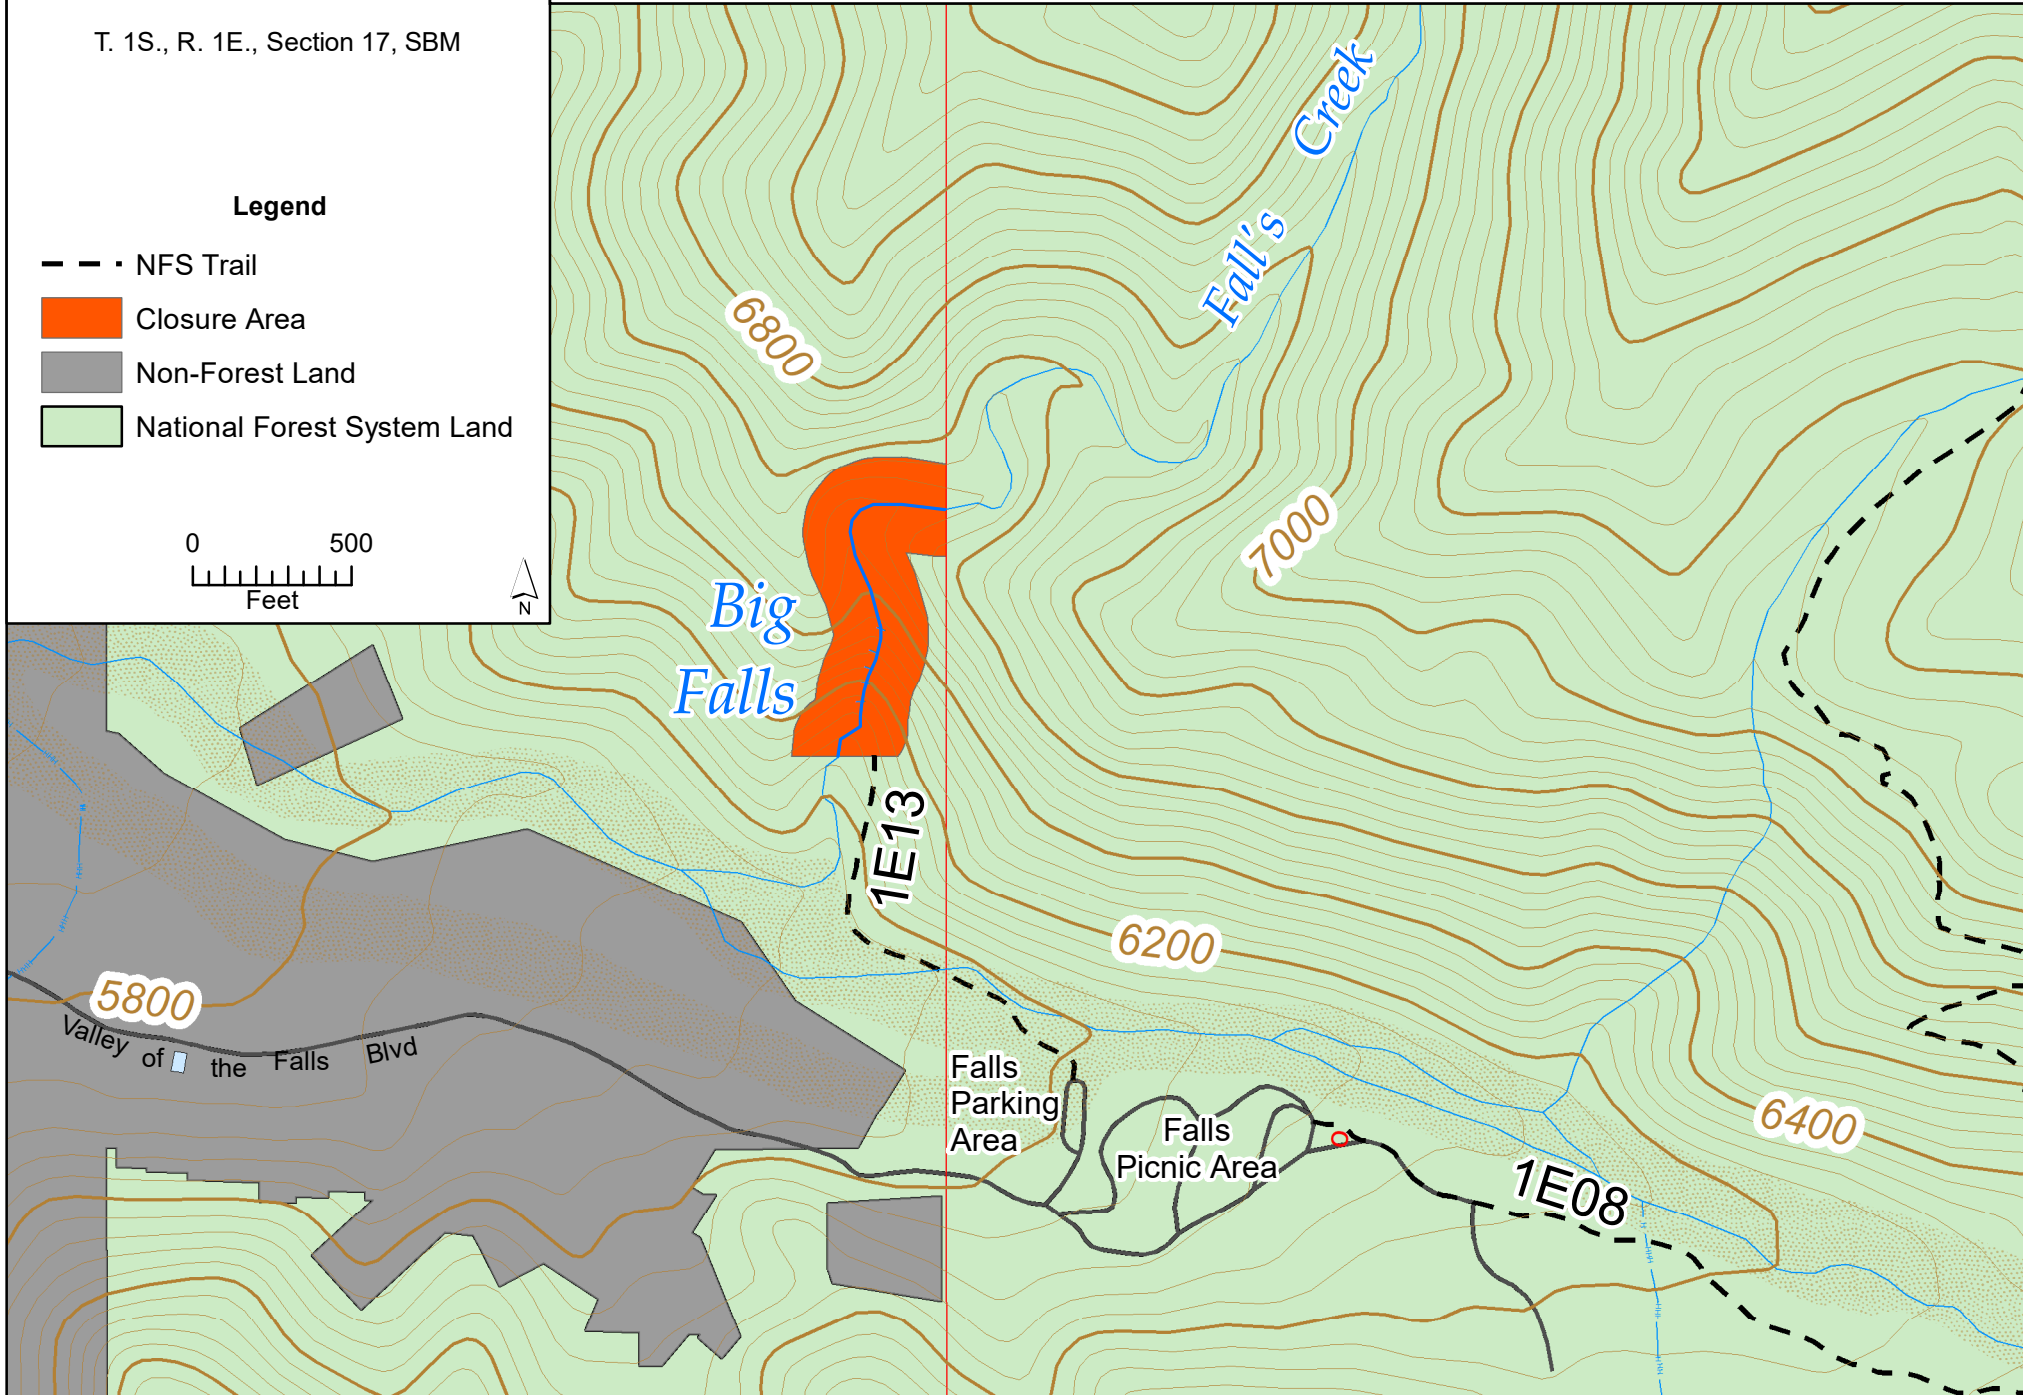 T. 1S., R. 1E., Section 17, SBM
Legend
NFS Trail
Closure Area
Non-Forest Land
National Forest System Land
0 500
Feet
N
Creek
Fall's
6800
7000
Big
Falls
1E13
6200
5800
Valley of the Falls Blvd
Falls
Parking
Area
Falls
Picnic Area
6400
1E08